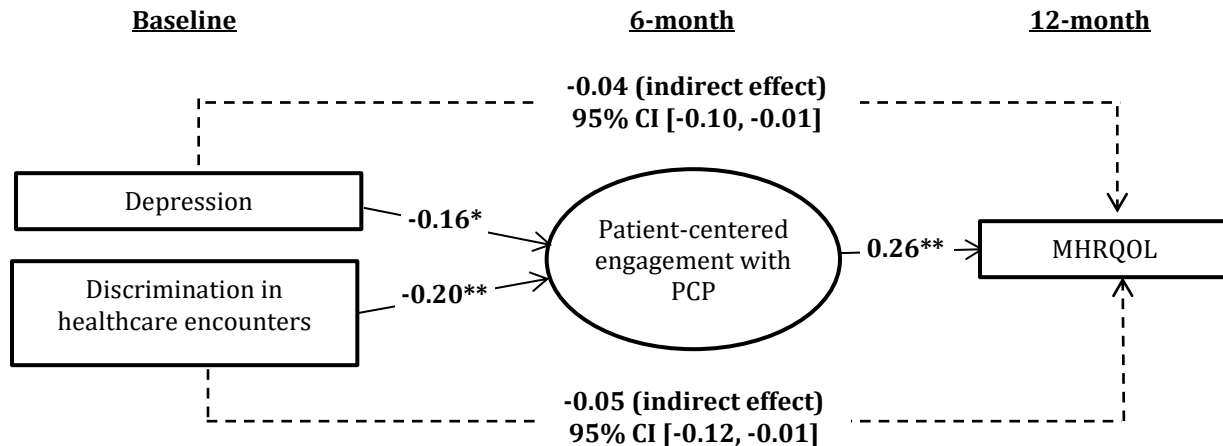 Baseline
6-month
12-month
-0.04 (indirect effect)
95% CI [-0.10, -0.01]
Depression
-0.16*
Patient-centered
engagement with
PCP
0.26**
MHRQOL
Discrimination in
healthcare encounters
-0.20**
-0.05 (indirect effect)
95% CI [-0.12, -0.01]